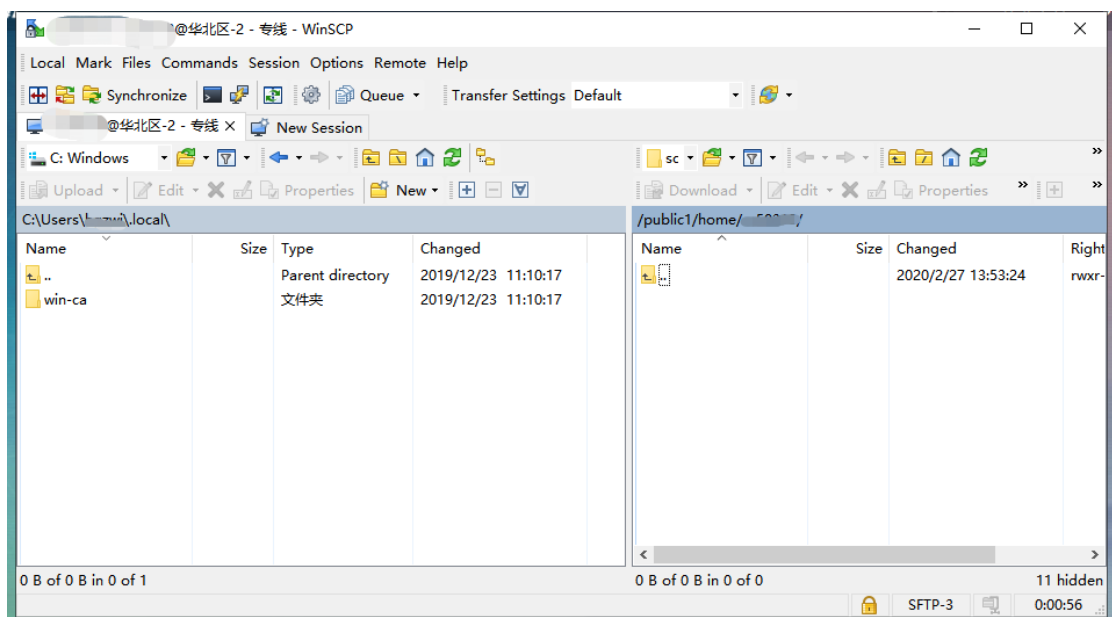 @华北区-2 - 专线 - WinSCP
Local Mark Files Commands Session Options Remote Help
Synchronize Queue Transfer Settings Default
@华北区-2 - 专线 × New Session
C: Windows sc
Upload Edit Properties New Download Edit Properties
C:\Users\ \.local\ /public1/home/ /
Name Size Type Changed Name Size Changed Right
.. Parent directory 2019/12/23 11:10:17 .. 2020/2/27 13:53:24 rwxr-
win-ca 文件夹 2019/12/23 11:10:17
0 B of 0 B in 0 of 1 0 B of 0 B in 0 of 0 11 hidden
SFTP-3 0:00:56